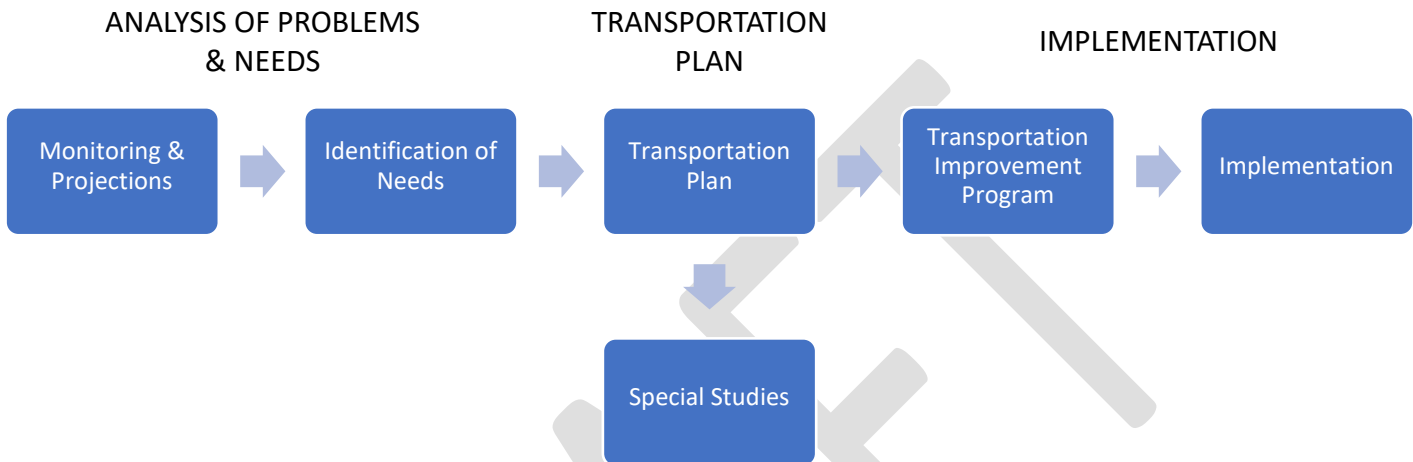 ANALYSIS OF PROBLEMS
& NEEDS
TRANSPORTATION
PLAN
IMPLEMENTATION
Monitoring &
Projections
Identification of
Needs
Transportation
Plan
Transportation
Improvement
Program
Implementation
Special Studies